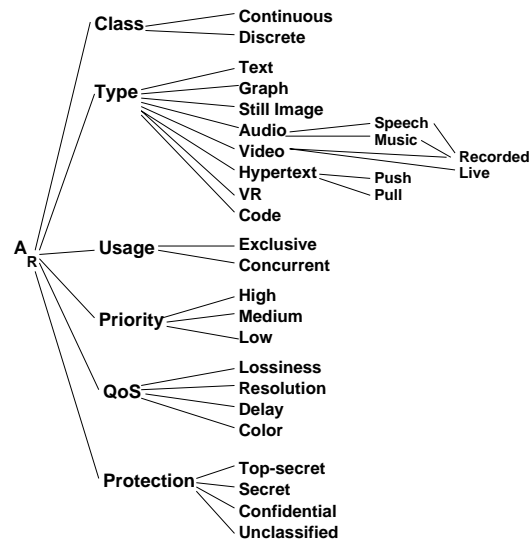 Class
Continuous
Discrete
Type
Text
Graph
Still Image
Audio
Speech
Music
Video
Recorded
Live
Hypertext
Push
Pull
VR
Code
A R
Usage
Exclusive
Concurrent
Priority
High
Medium
Low
QoS
Lossiness
Resolution
Delay
Color
Protection
Top-secret
Secret
Confidential
Unclassified